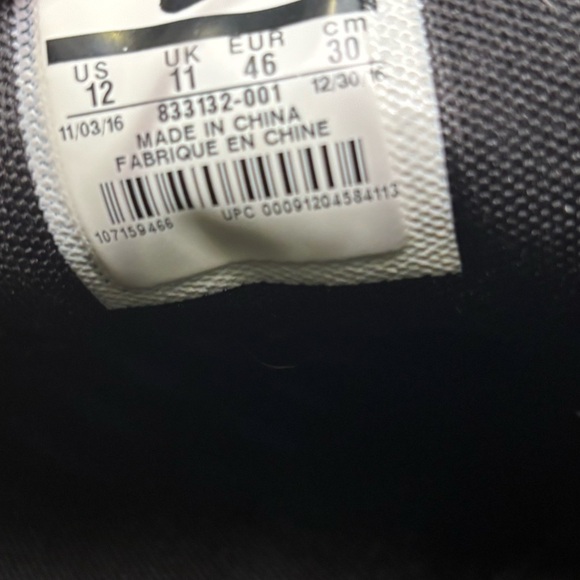 US UK EUR cm
12 11 46 30
11/03/16 833132-001 12/30/16
MADE IN CHINA
FABRIQUE EN CHINE
107159466 UPC 00091204584113